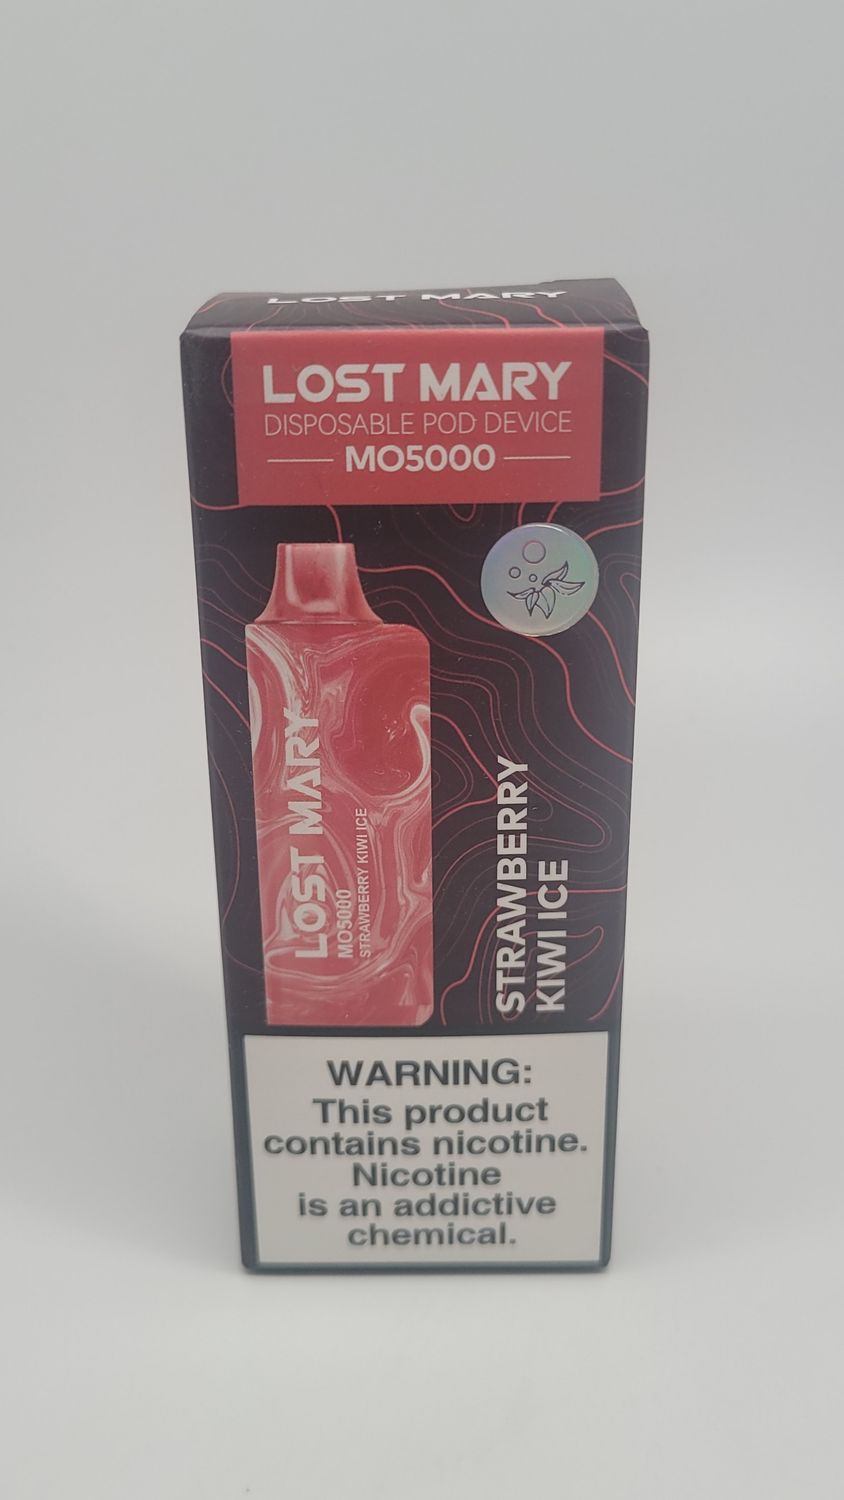 LOST MARY
LOST MARY
DISPOSABLE POD DEVICE
MO5000
LOST MARY
MO5000
STRAWBERRY KIWI ICE
STRAWBERRY
KIWI ICE
WARNING:
This product
contains nicotine.
Nicotine
is an addictive
chemical.